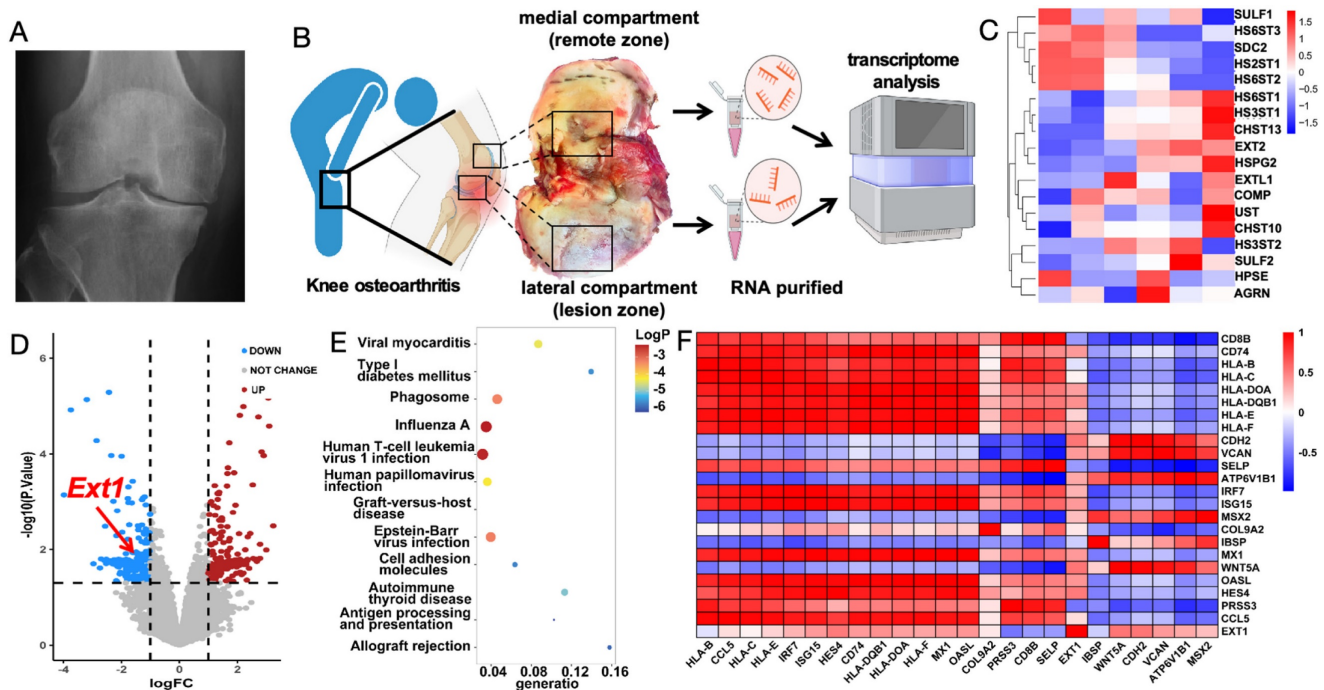 A
B
medial compartment
(remote zone)
Knee osteoarthritis
lateral compartment
(lesion zone)
RNA purified
transcriptome
analysis
C
SULF1
HS6ST3
SDC2
HS2ST1
HS6ST2
HS6ST1
HS3ST1
CHST13
EXT2
HSPG2
EXTL1
COMP
UST
CHST10
HS3ST2
SULF2
HPSE
AGRN
1.5
1
0.5
0
-0.5
-1
-1.5
D
DOWN
NOT CHANGE
UP
Ext1
-log10(P.Value)
6
4
2
0
-4
-2
0
2
logFC
E
Viral myocarditis
Type I
diabetes mellitus
Phagosome
Influenza A
Human T-cell leukemia
virus 1 infection
Human papillomavirus
infection
Graft-versus-host
disease
Epstein-Barr
virus infection
Cell adhesion
molecules
Autoimmune
thyroid disease
Antigen processing
and presentation
Allograft rejection
0.04
0.08
0.12
0.16
generatio
LogP
-3
-4
-5
-6
F
CD8B
CD74
HLA-B
HLA-C
HLA-DOA
HLA-DQB1
HLA-E
HLA-F
CDH2
VCAN
SELP
ATP6V1B1
IRF7
ISG15
MSX2
COL9A2
IBSP
MX1
WNT5A
OASL
HES4
PRSS3
CCL5
EXT1
HLA-B
CCL5
HLA-C
HLA-E
IRF7
ISG15
HES4
CD74
HLA-DQB1
HLA-DOA
HLA-F
MX1
OASL
COL9A2
PRSS3
CD8B
SELP
EXT1
IBSP
WNT5A
CDH2
VCAN
ATP6V1B1
MSX2
1
0.5
0
-0.5